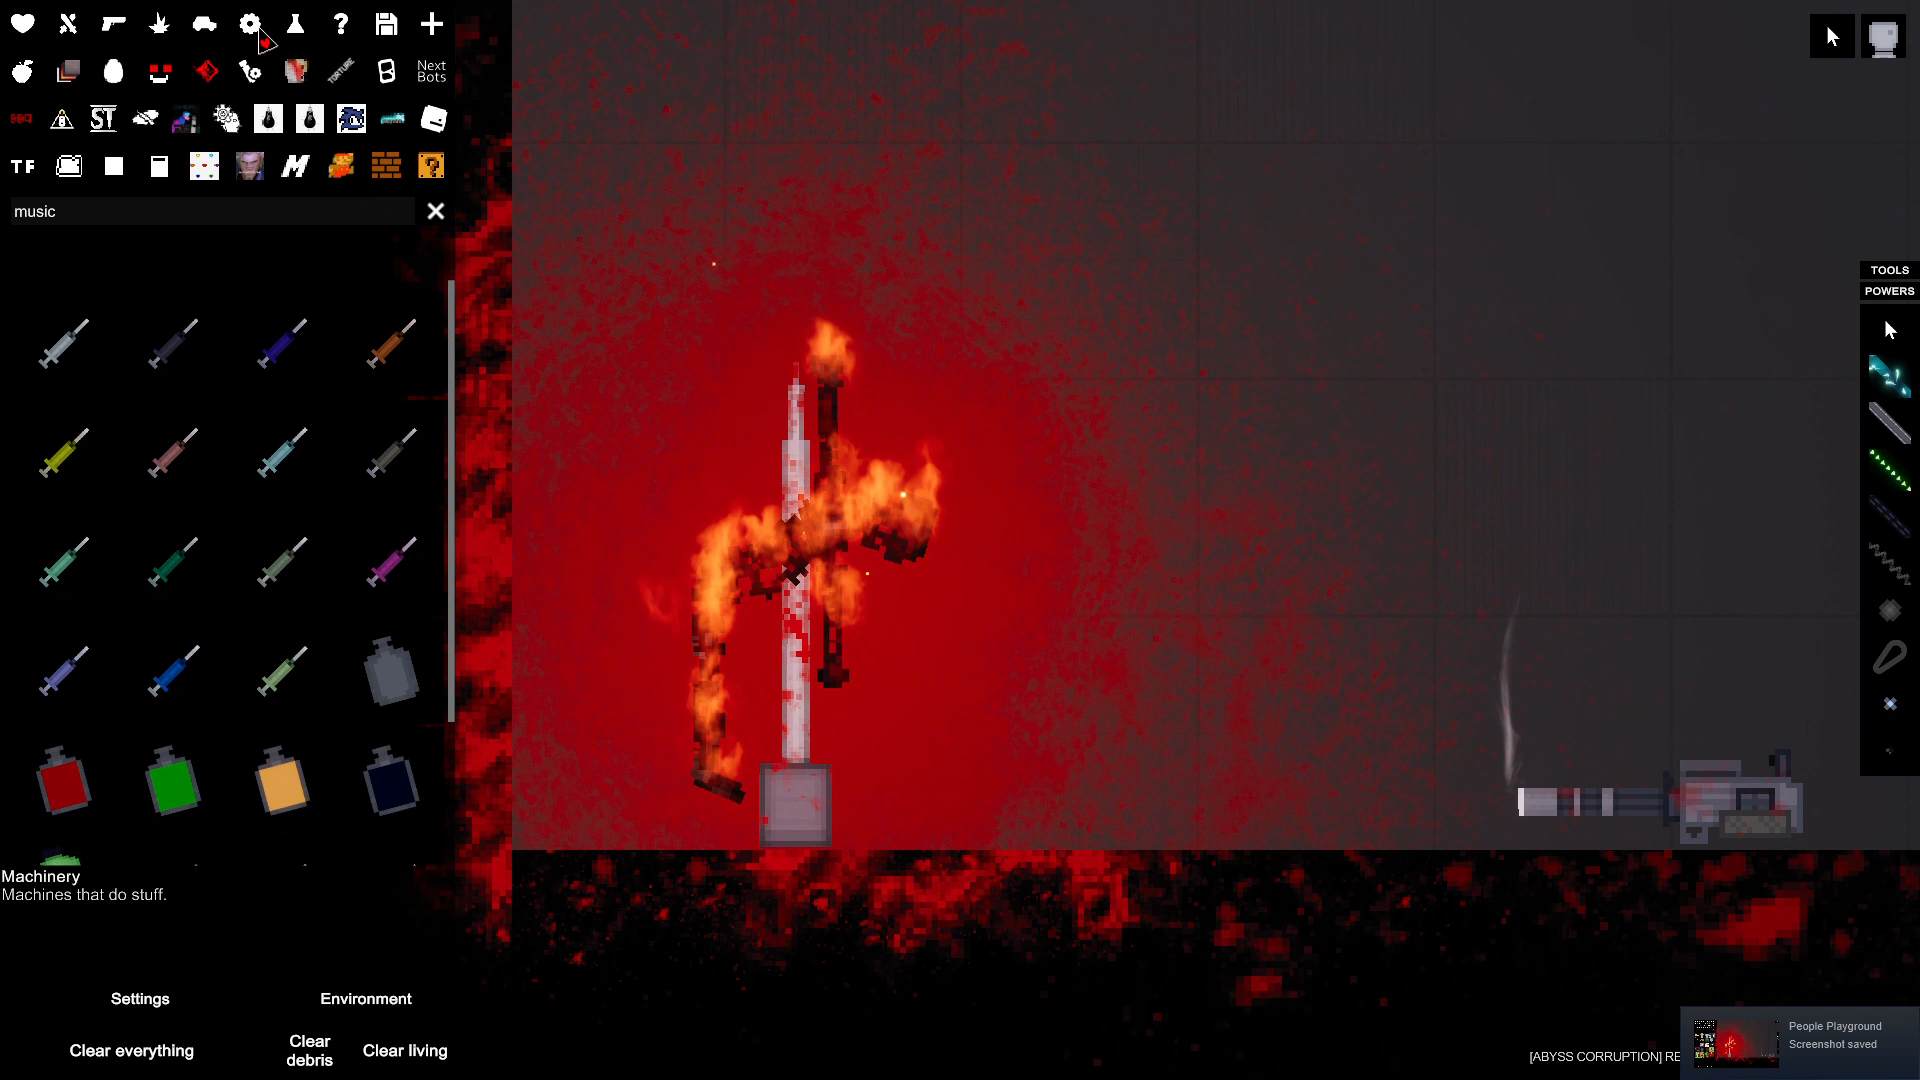 Next
Bots
TORTURE
ST
TF
M
music
TOOLS
POWERS
Machinery
Machines that do stuff.
Settings
Environment
Clear everything
Clear
debris
Clear living
[ABYSS CORRUPTION] RE
People Playground
Screenshot saved